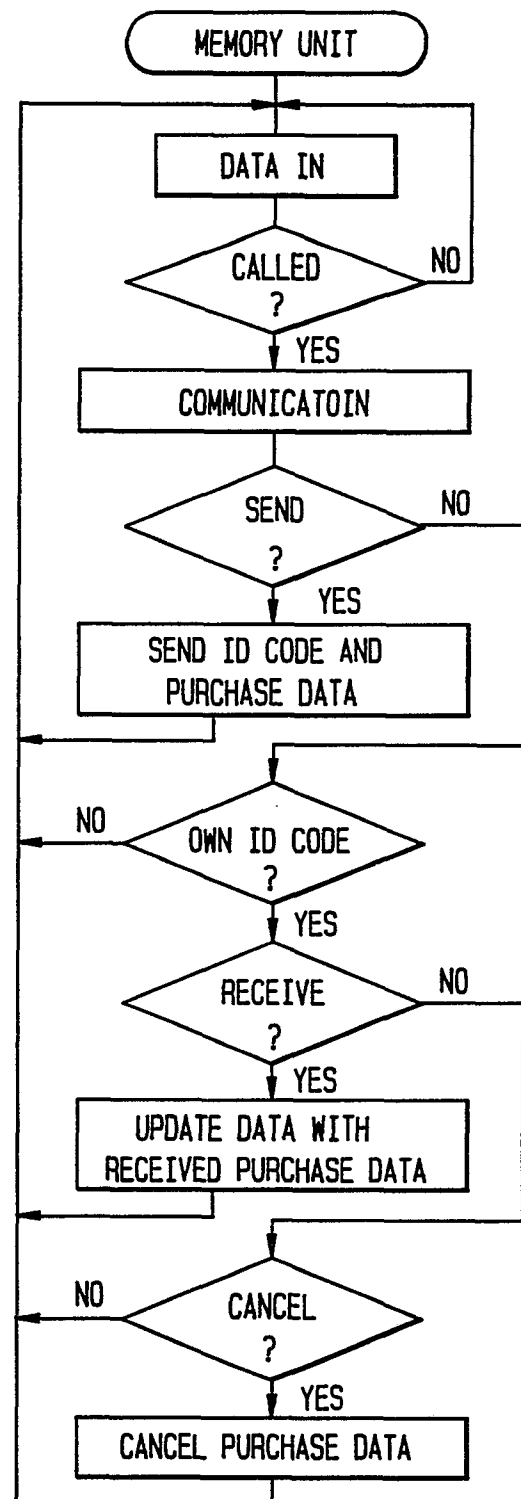 MEMORY UNIT
DATA IN
CALLED
?
NO
YES
COMMUNICATOIN
SEND
?
NO
YES
SEND ID CODE AND
PURCHASE DATA
NO
OWN ID CODE
?
YES
RECEIVE
?
NO
YES
UPDATE DATA WITH
RECEIVED PURCHASE DATA
NO
CANCEL
?
YES
CANCEL PURCHASE DATA